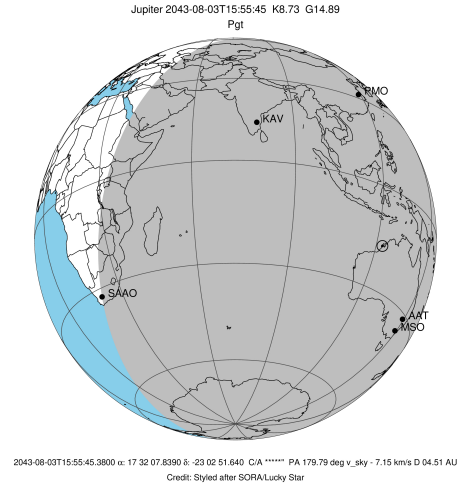 Jupiter 2043-08-03T15:55:45 K8.73 G14.89
Pgt
PMO
KAV
SAAO
AAT
MSO
2043-08-03T15:55:45.3800 α: 17 32 07.8390 δ: -23 02 51.640 C/A *****" PA 179.79 deg v_sky - 7.15 km/s D 04.51 AU
Credit: Styled after SORA/Lucky Star